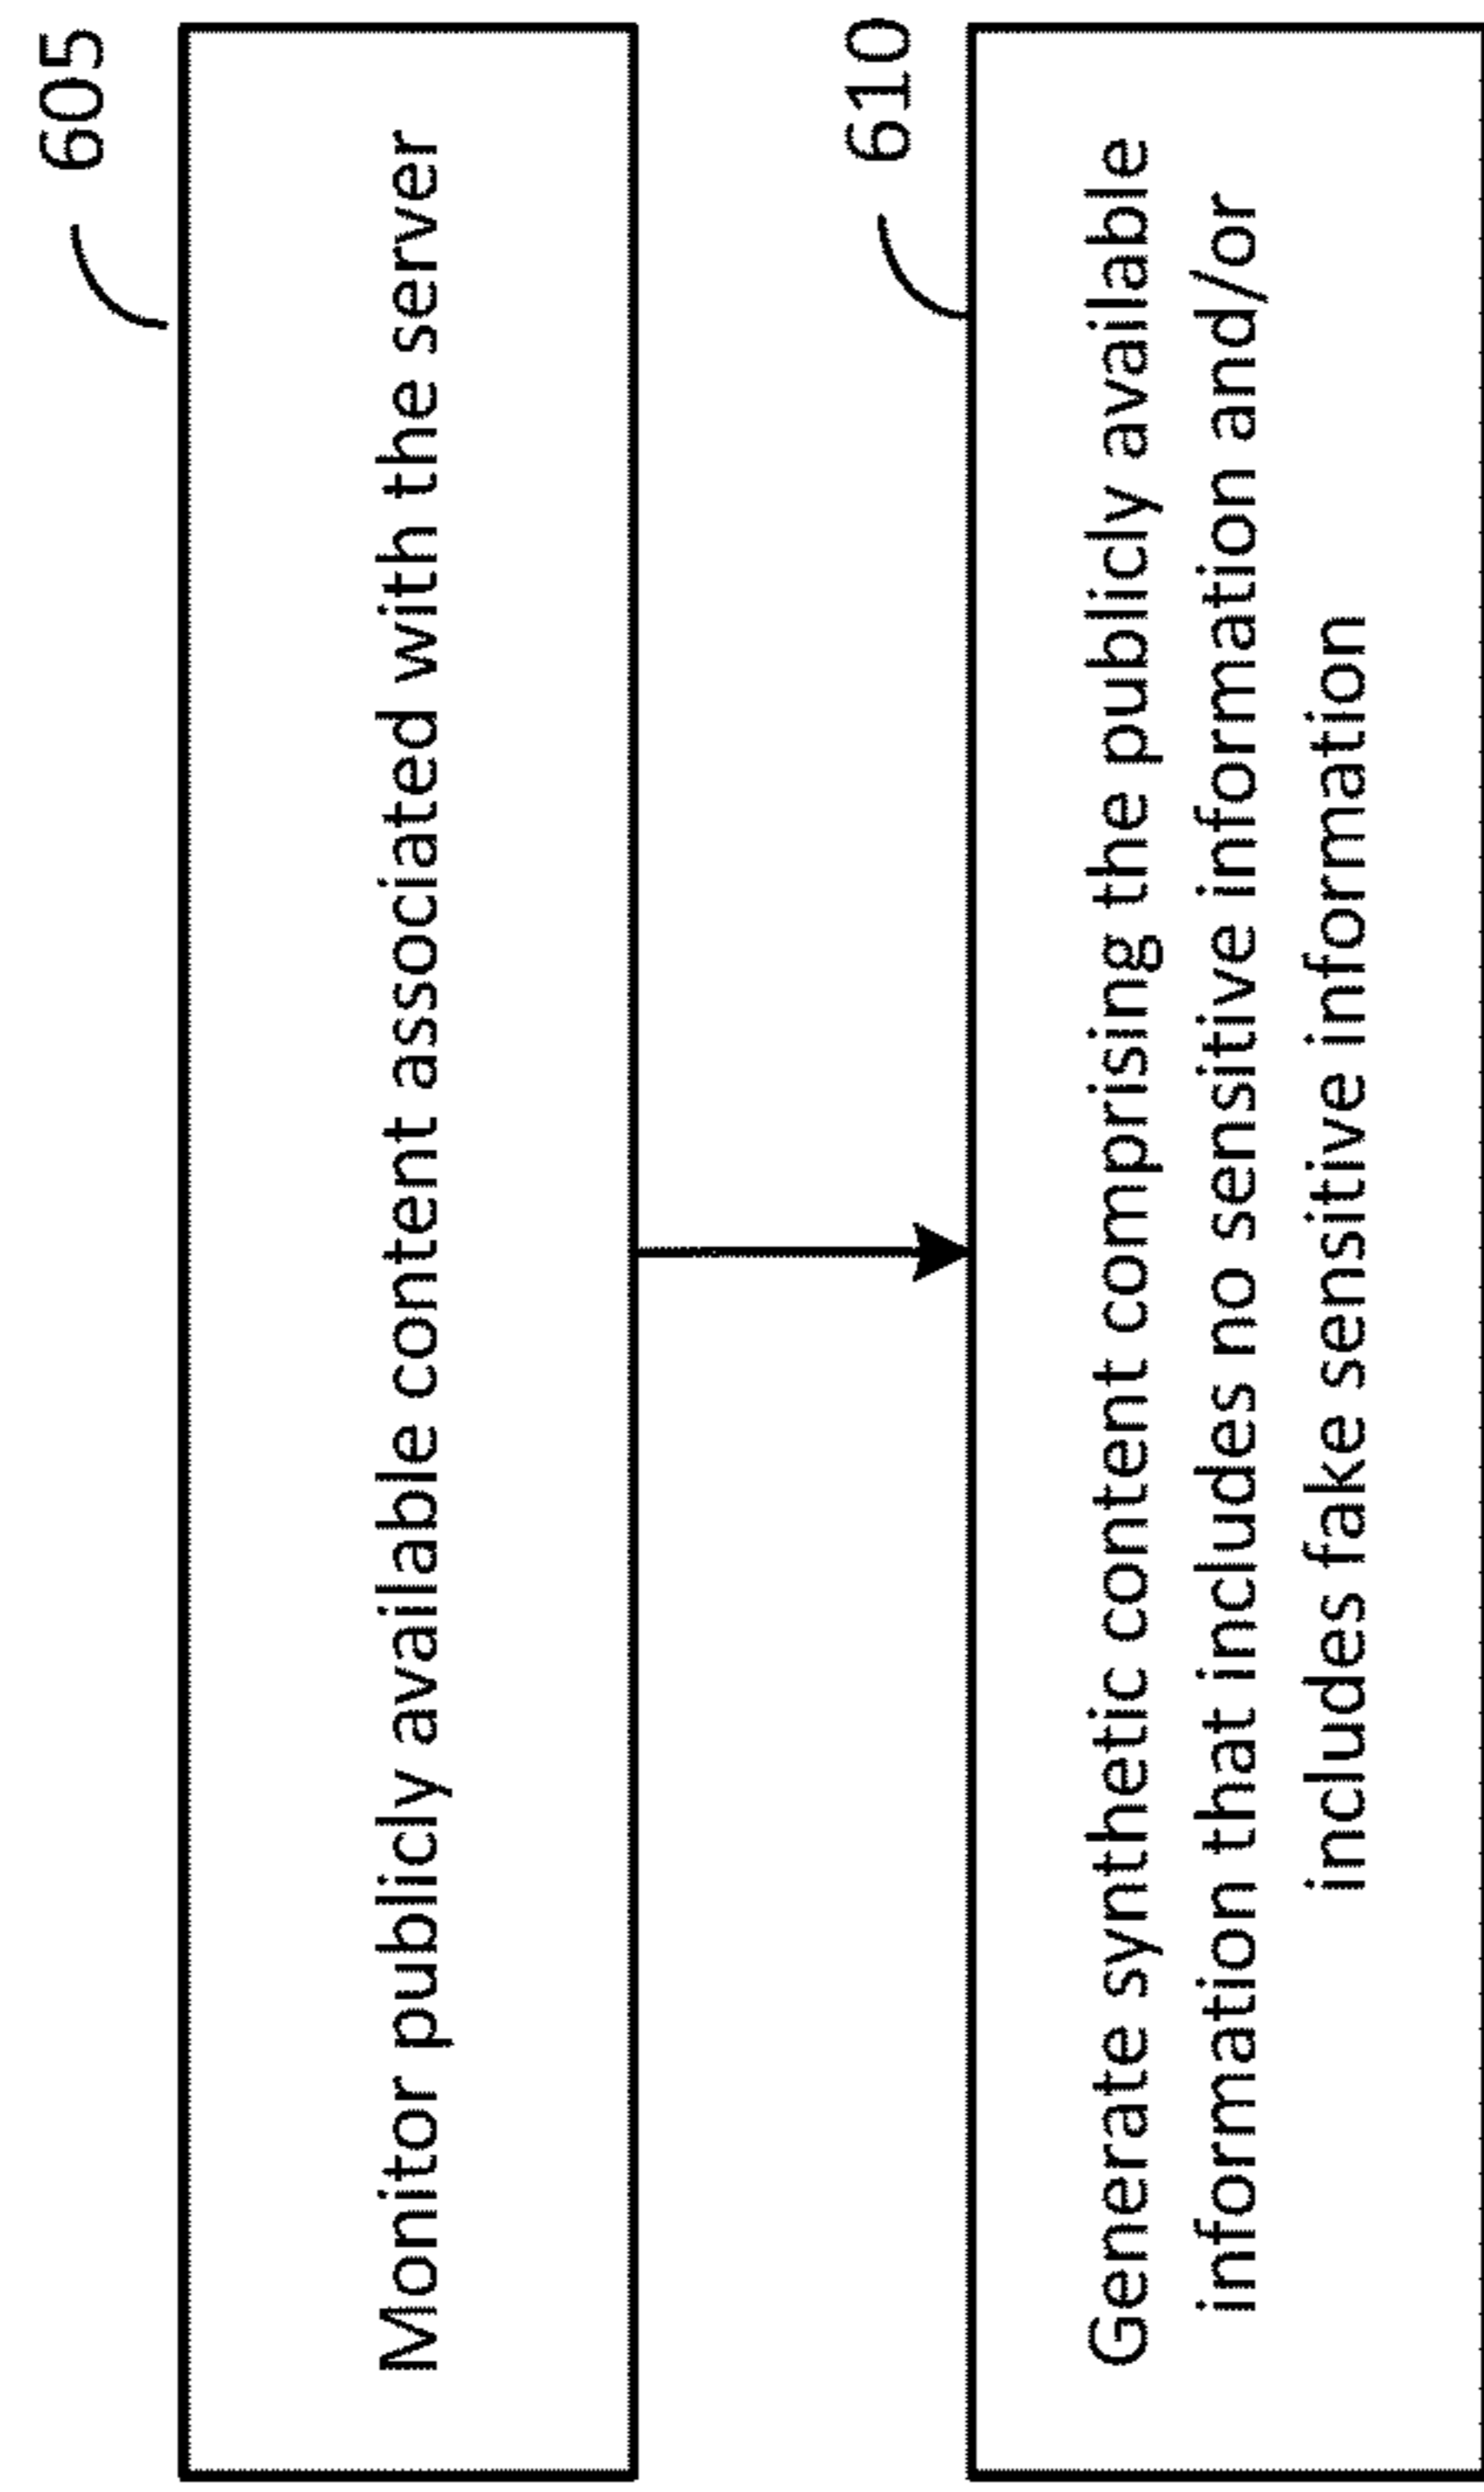 605
Monitor publicly available content associated with the server
610
Generate synthetic content comprising the publicly available
information that includes no sensitive information and/or
includes fake sensitive information